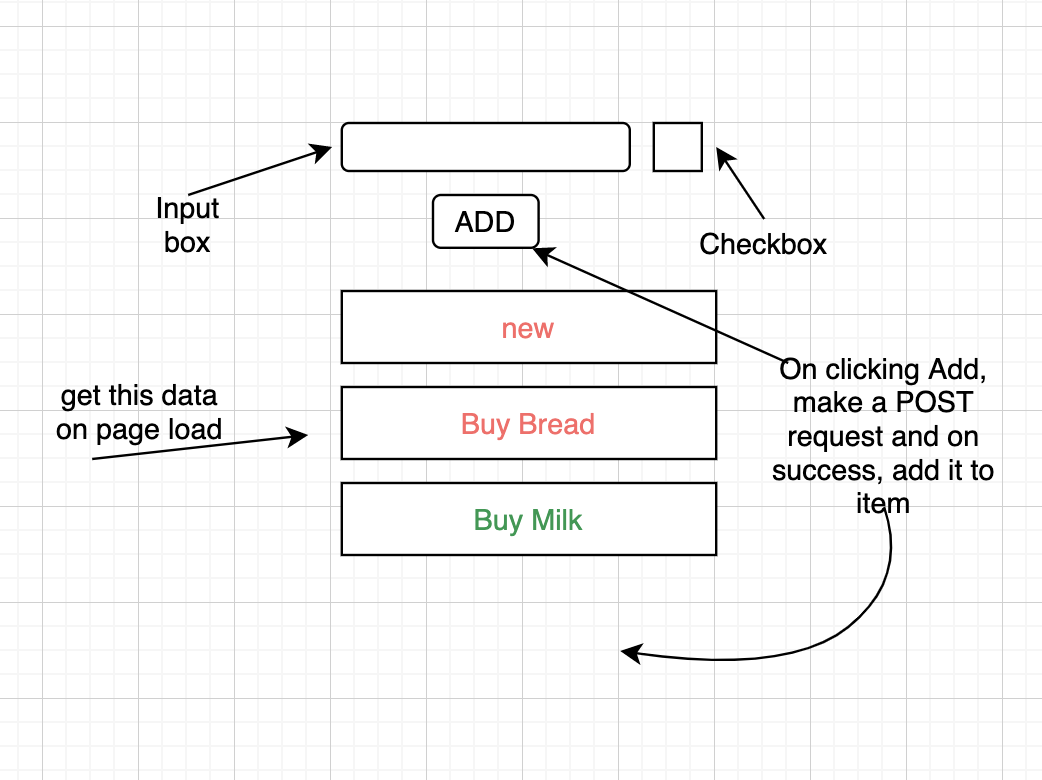 Input
box
ADD
Checkbox
new
On clicking Add,
make a POST
request and on
success, add it to
item
get this data
on page load
Buy Bread
Buy Milk